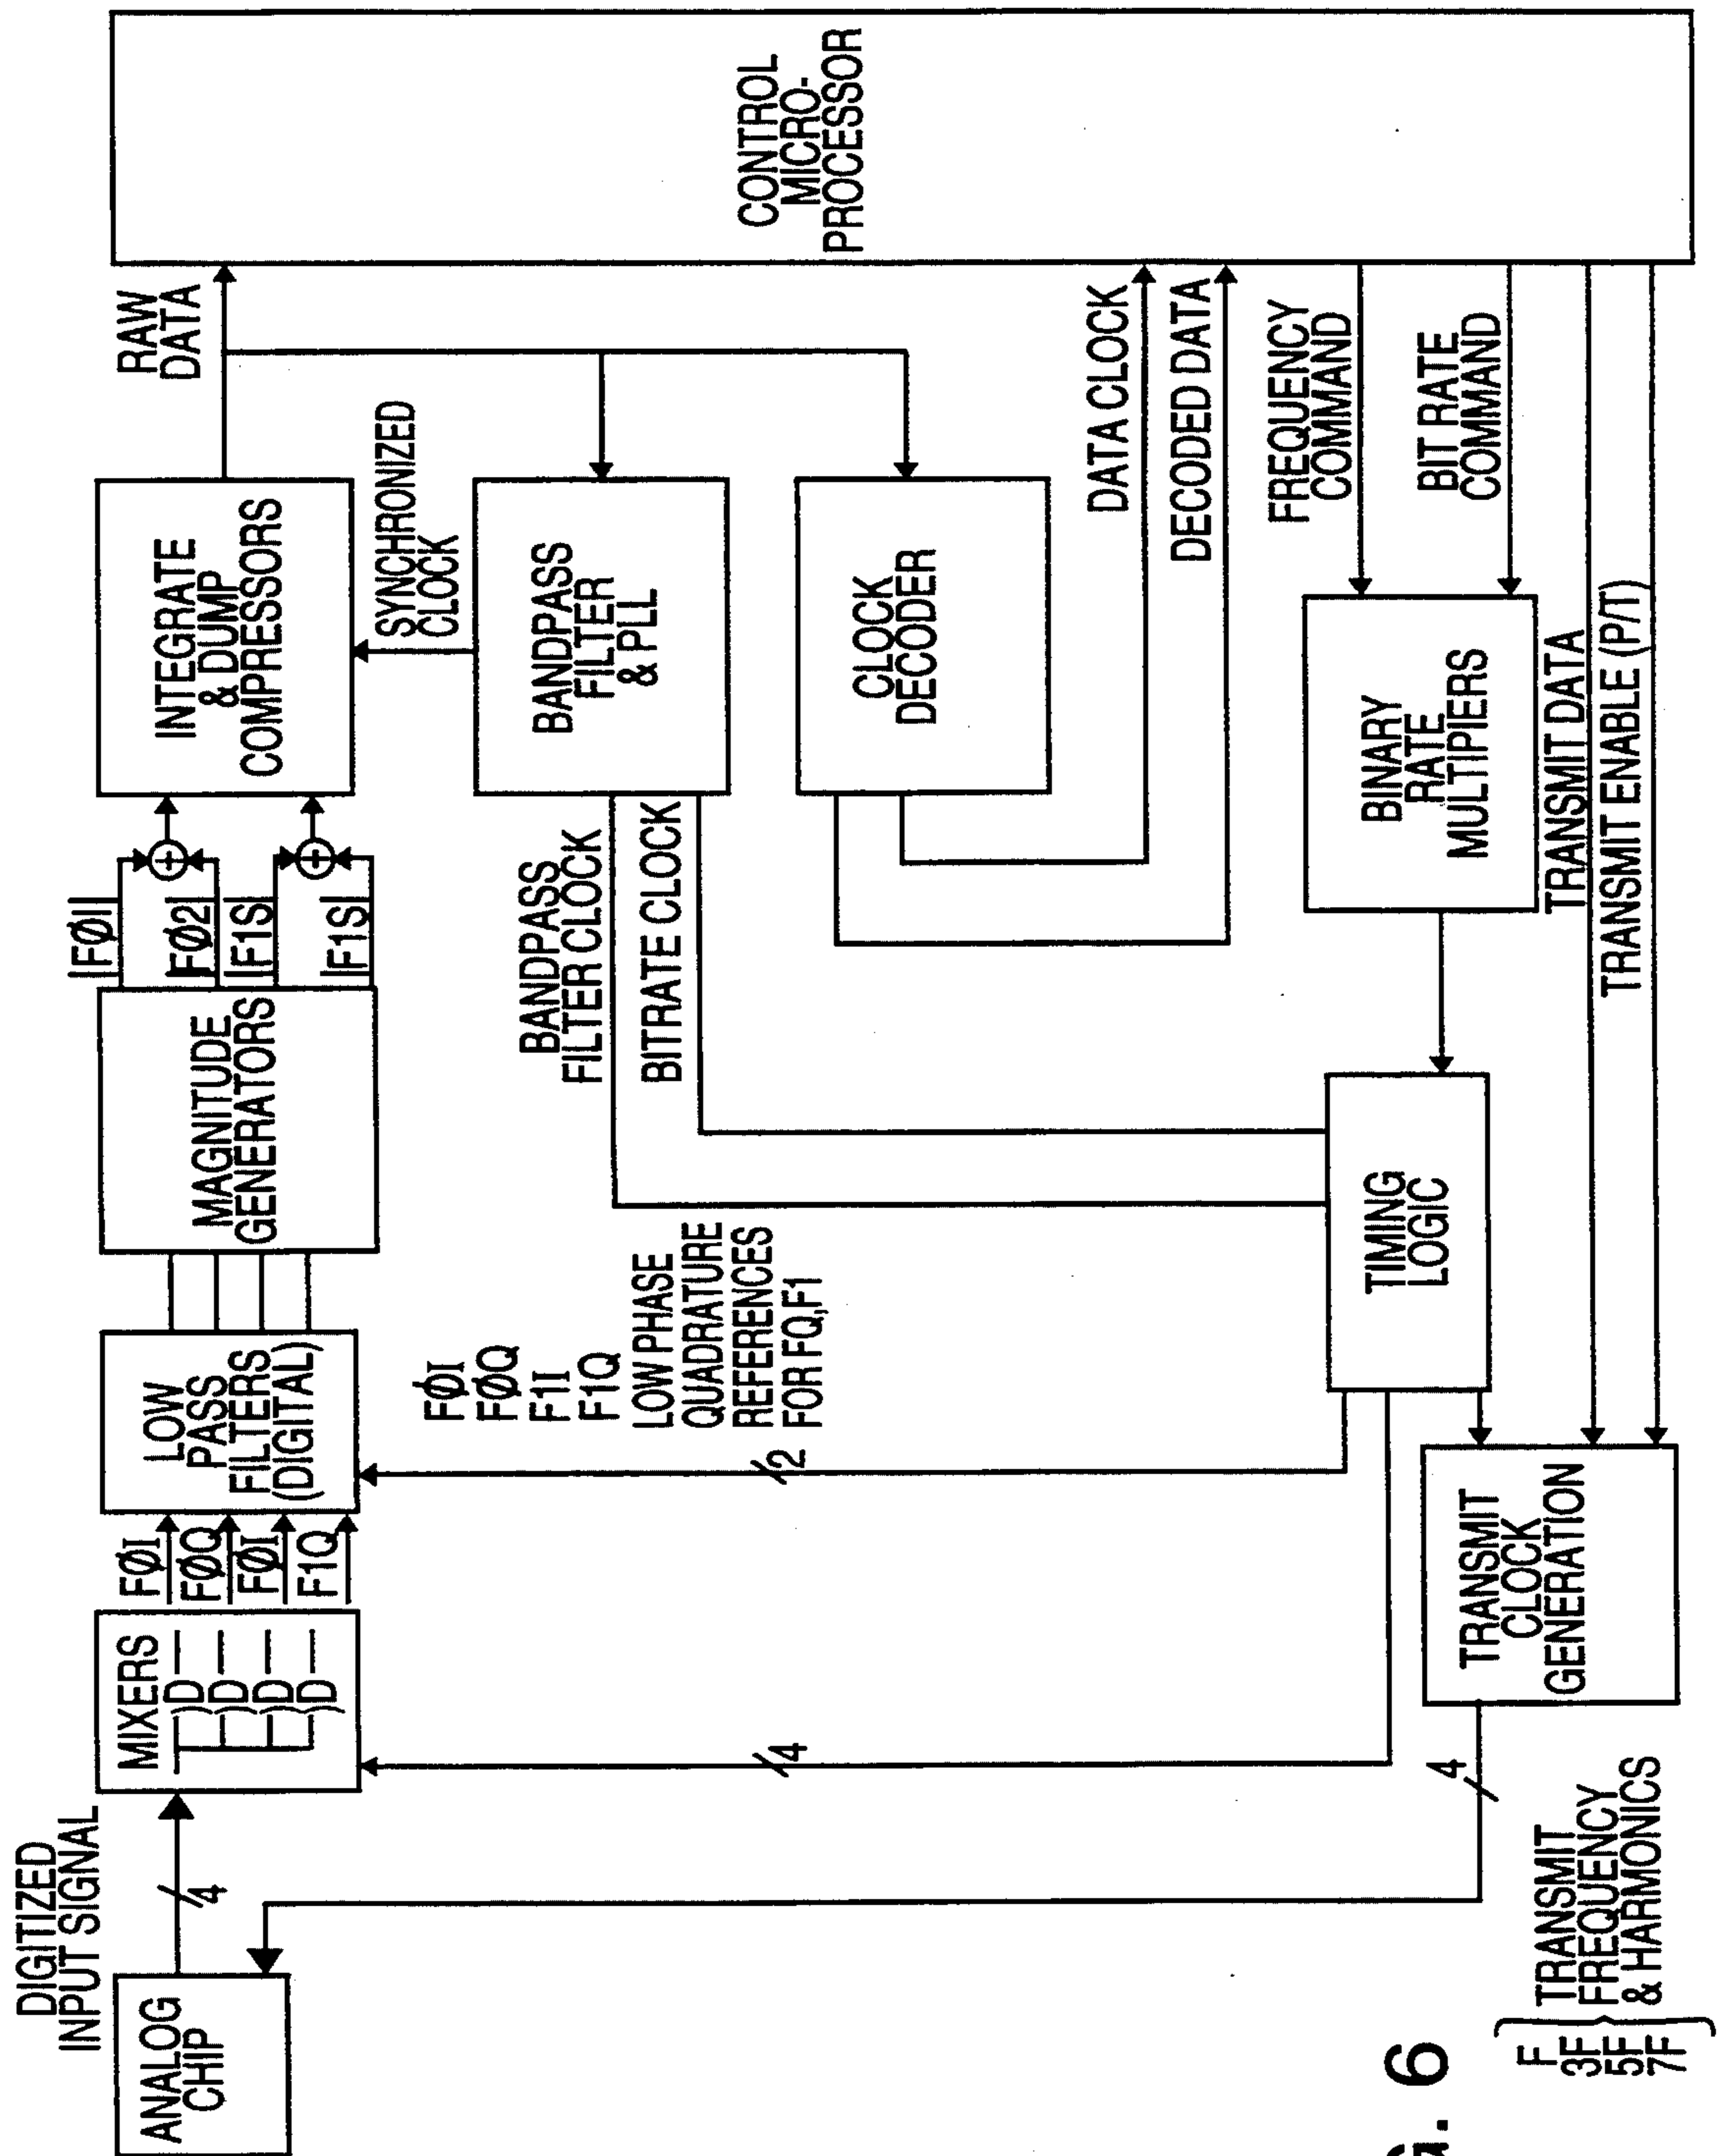 DIGITIZED
INPUT SIGNAL
4
ANALOG
CHIP
MIXERS
D
D
D
D
FØI
FØQ
FØI
F1Q
LOW
PASS
FILTERS
(DIGITAL)
MAGNITUDE
GENERATORS
|FØI|
|FØ2|
|F1S|
|F1S|
+
+
INTEGRATE
& DUMP
COMPRESSORS
RAW
DATA
CONTROL
MICRO-
PROCESSOR
SYNCHRONIZED
CLOCK
BANDPASS
FILTER
& PLL
BANDPASS
FILTER CLOCK
BITRATE CLOCK
CLOCK
DECODER
DATA CLOCK
DECODED DATA
FØI
FØQ
F1I
F1Q
LOW PHASE
QUADRATURE
REFERENCES
FOR FQ,F1
2
4
FREQUENCY
COMMAND
BIT RATE
COMMAND
BINARY
RATE
MULTIPIERS
TIMING
LOGIC
TRANSMIT DATA
TRANSMIT ENABLE (P/T)
TRANSMIT
CLOCK
GENERATION
4
F
3F
5F
7F
TRANSMIT
FREQUENCY
& HARMONICS
G. 6